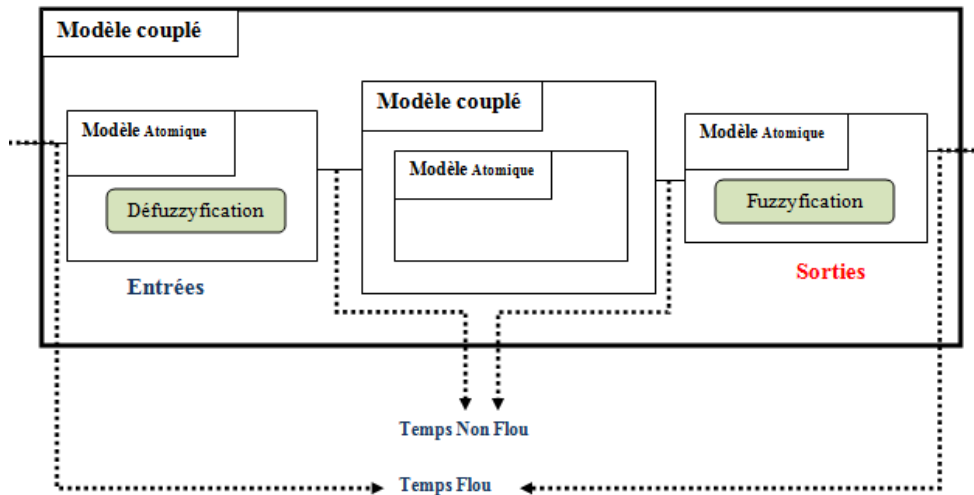 Modèle couplé
Modèle Atomique
Défuzzyfication
Entrées
Modèle couplé
Modèle Atomique
Modèle Atomique
Fuzzyfication
Sorties
Temps Non Flou
Temps Flou